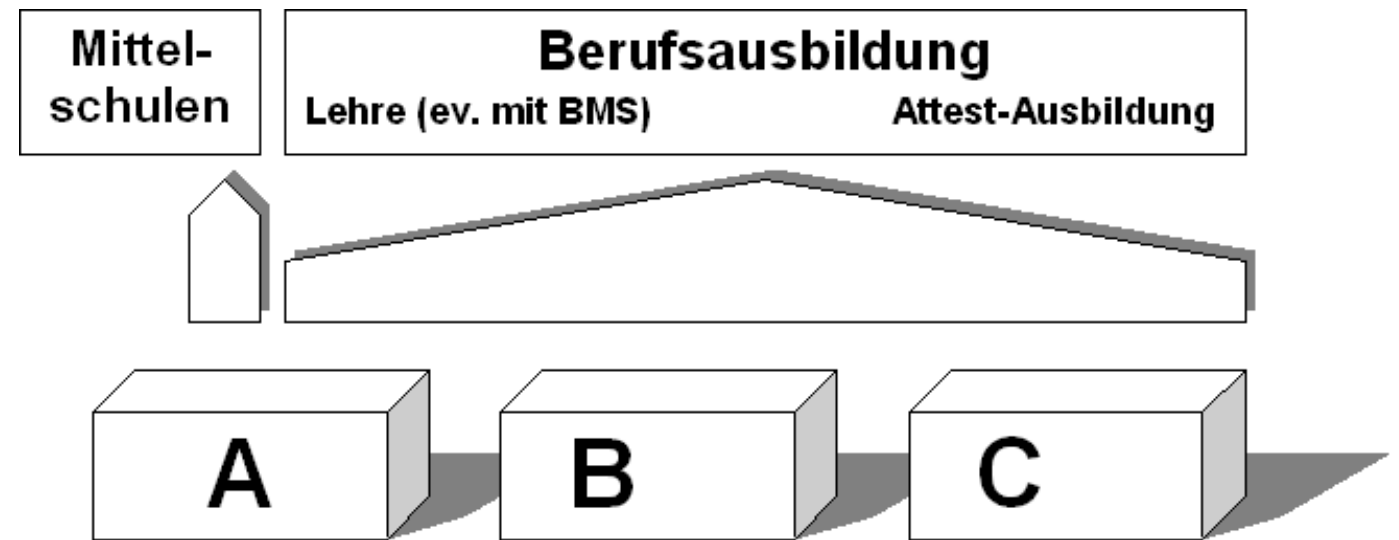 Mittel-
schulen
Berufsausbildung
Lehre (ev. mit BMS) Attest-Ausbildung
A B C